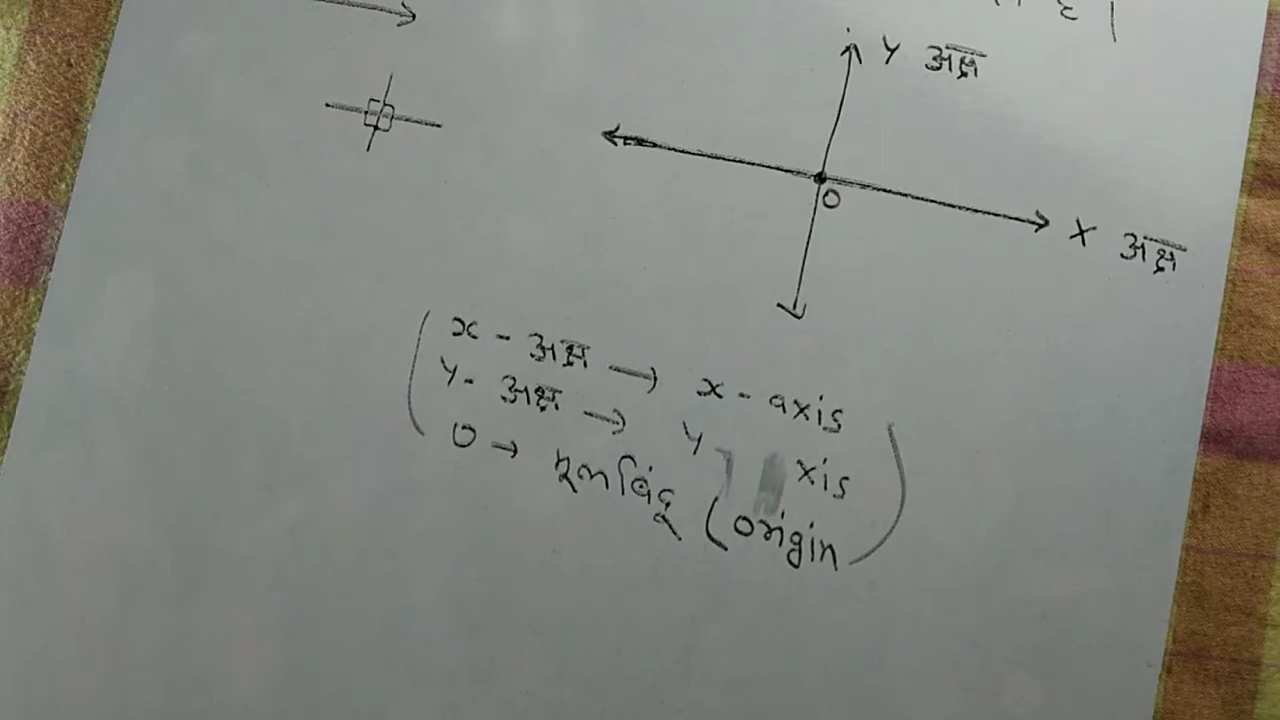 Y अक्ष
O
X अक्ष
x - अक्ष → x - axis
y - अक्ष → y xis
O → मूलबिंदू (origin